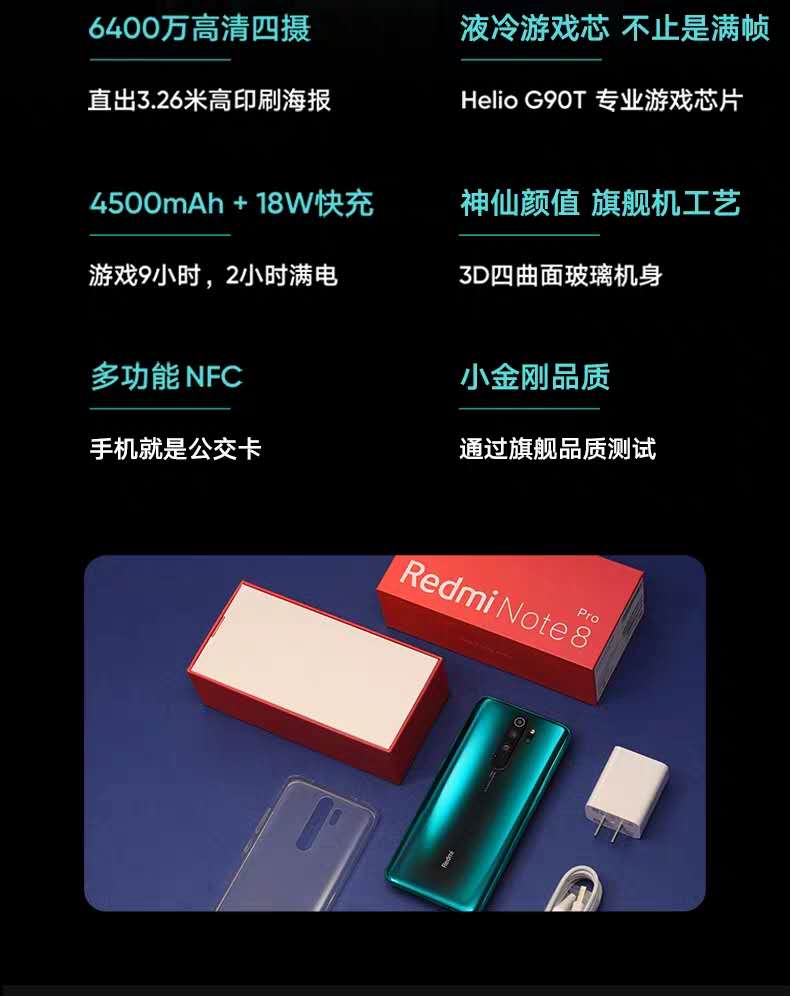 6400万高清四摄
直出3.26米高印刷海报
液冷游戏芯 不止是满帧
Helio G90T 专业游戏芯片
4500mAh + 18W快充
游戏9小时，2小时满电
神仙颜值 旗舰机工艺
3D四曲面玻璃机身
多功能 NFC
手机就是公交卡
小金刚品质
通过旗舰品质测试
Redmi Note 8
Pro
Redmi